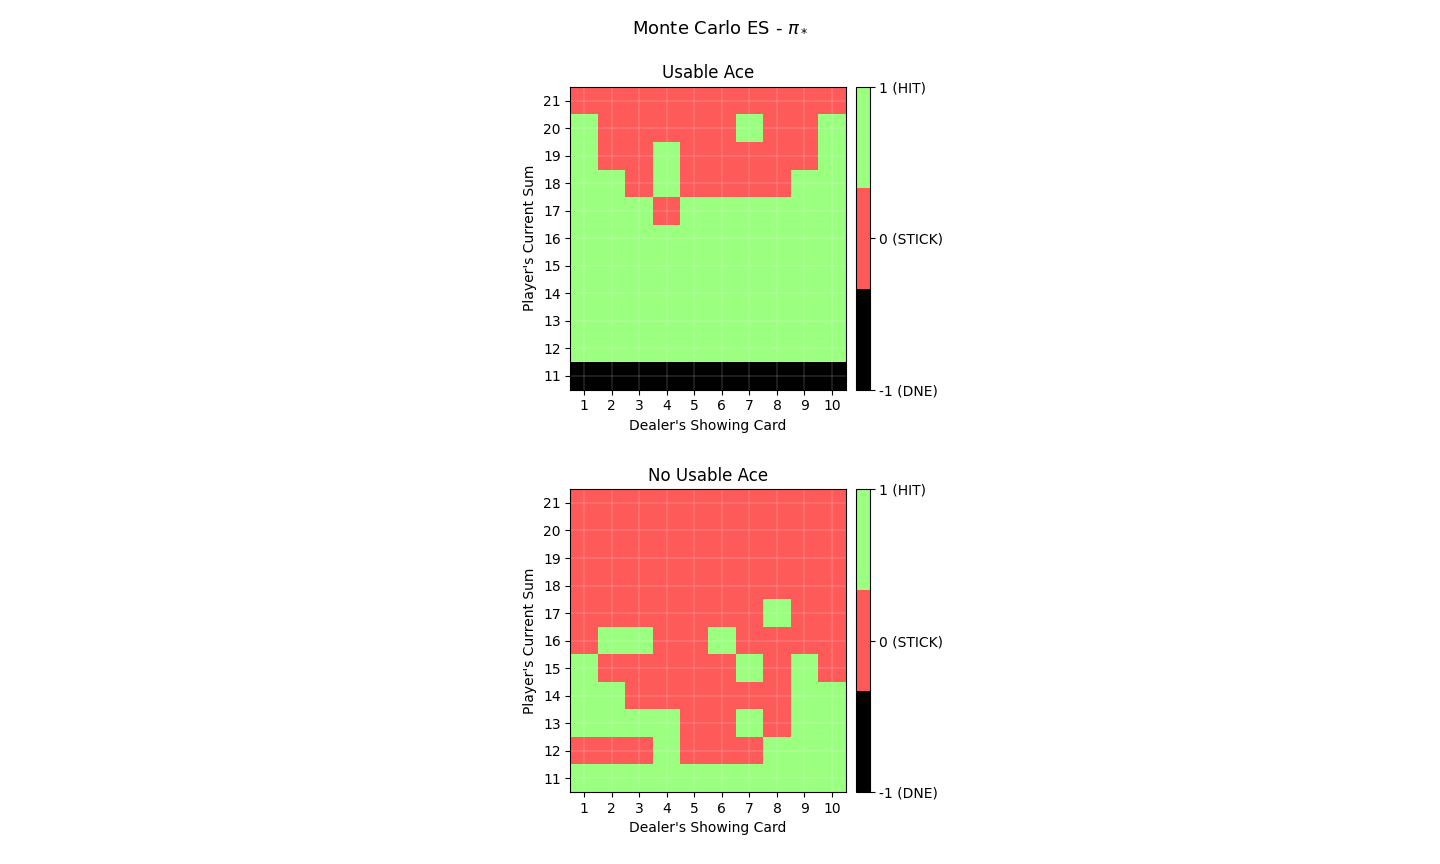 Monte Carlo ES - π*
Usable Ace
Player's Current Sum
21
20
19
18
17
16
15
14
13
12
11
1 2 3 4 5 6 7 8 9 10
Dealer's Showing Card
1 (HIT)
0 (STICK)
-1 (DNE)
No Usable Ace
Player's Current Sum
21
20
19
18
17
16
15
14
13
12
11
1 2 3 4 5 6 7 8 9 10
Dealer's Showing Card
1 (HIT)
0 (STICK)
-1 (DNE)